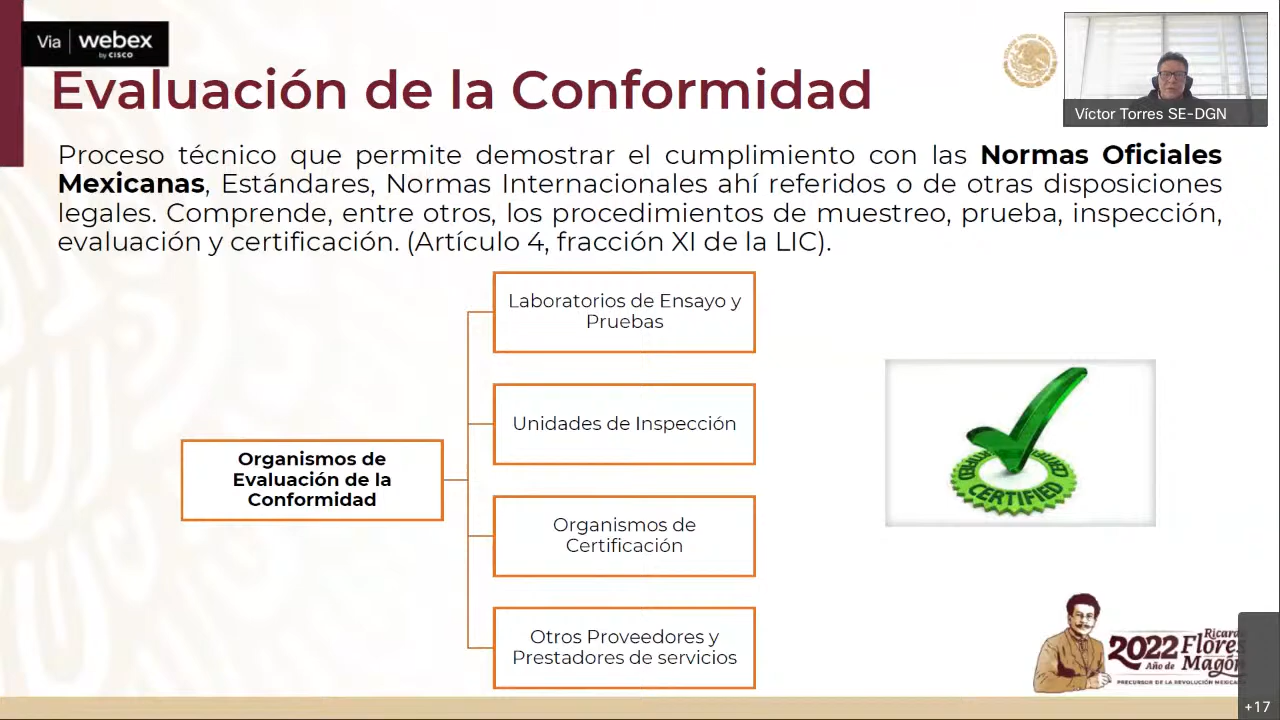 Via webex
by CISCO
Evaluación de la Conformidad
Víctor Torres SE-DGN
Proceso técnico que permite demostrar el cumplimiento con las Normas Oficiales
Mexicanas, Estándares, Normas Internacionales ahí referidos o de otras disposiciones
legales. Comprende, entre otros, los procedimientos de muestreo, prueba, inspección,
evaluación y certificación. (Artículo 4, fracción XI de la LIC).
Organismos de
Evaluación de la
Conformidad
Laboratorios de Ensayo y
Pruebas
Unidades de Inspección
Organismos de
Certificación
Otros Proveedores y
Prestadores de servicios
CERTIFIED
2022 Ricardo
Flores
Año de Magón
PRECURSOR DE LA REVOLUCIÓN MEXICANA
+17